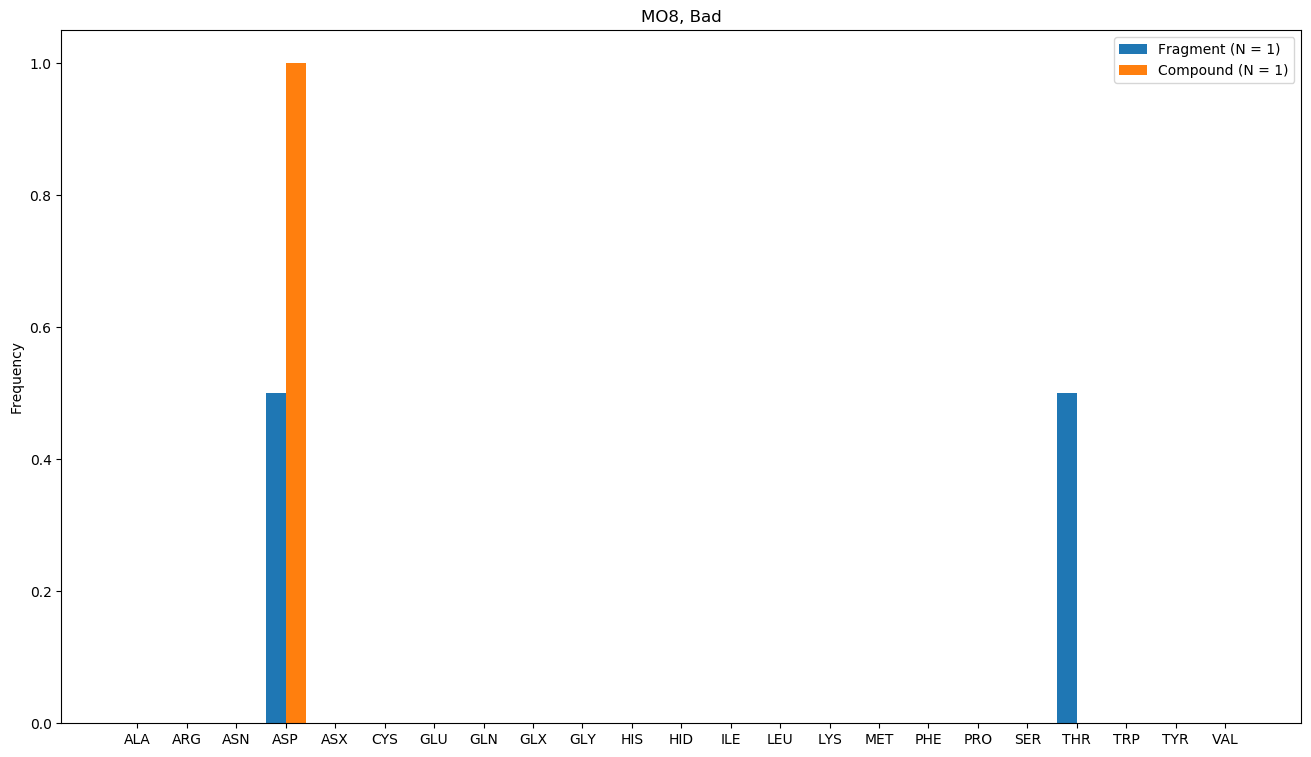 MO8, Bad
Fragment (N = 1)
Compound (N = 1)
Frequency
1.0
0.8
0.6
0.4
0.2
0.0
ALA ARG ASN ASP ASX CYS GLU GLN GLX GLY HIS HID ILE LEU LYS MET PHE PRO SER THR TRP TYR VAL